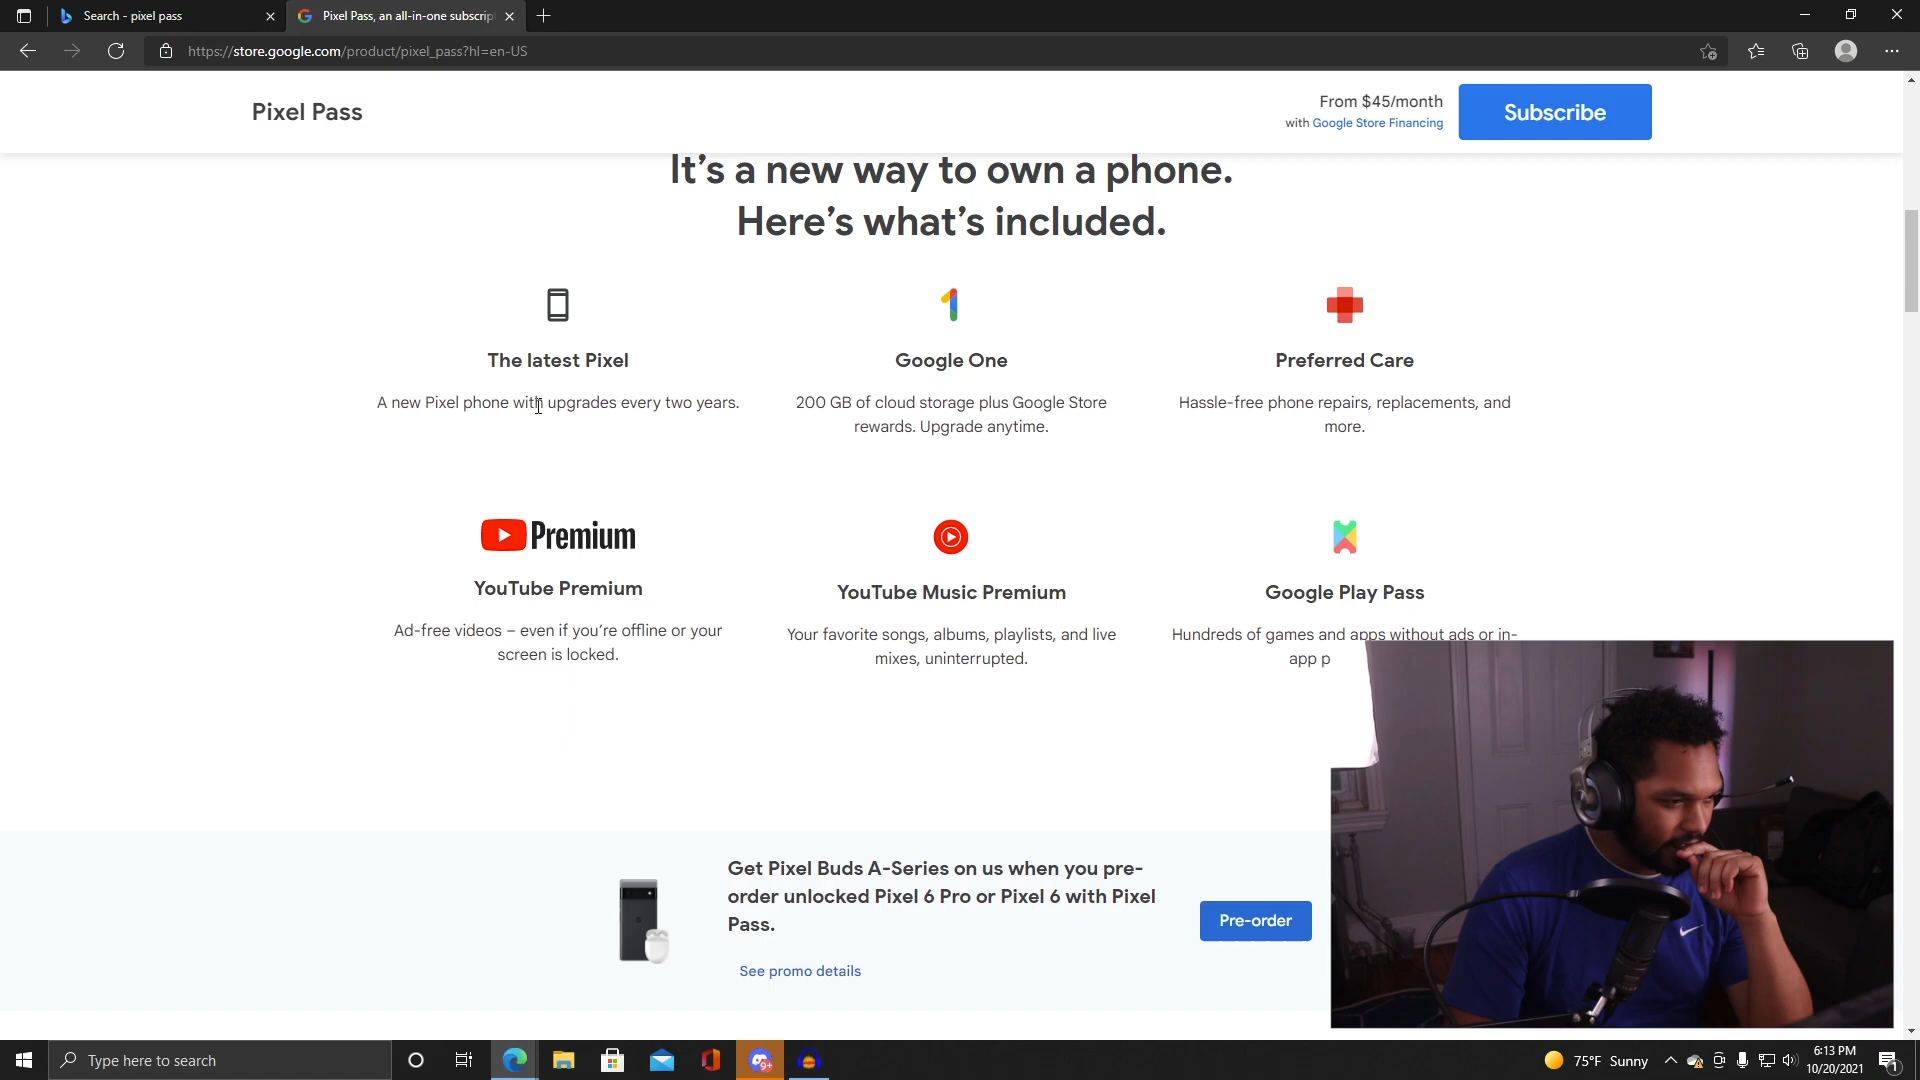 Search - pixel pass
Pixel Pass, an all-in-one subscrip
https://store.google.com/product/pixel_pass?hl=en-US
Pixel Pass
From $45/month
with Google Store Financing
Subscribe
It's a new way to own a phone.
Here's what's included.
The latest Pixel
A new Pixel phone with upgrades every two years.
Google One
200 GB of cloud storage plus Google Store
rewards. Upgrade anytime.
Preferred Care
Hassle-free phone repairs, replacements, and
more.
Premium
YouTube Premium
Ad-free videos – even if you're offline or your
screen is locked.
YouTube Music Premium
Your favorite songs, albums, playlists, and live
mixes, uninterrupted.
Google Play Pass
Hundreds of games and apps without ads or in-
app p
Get Pixel Buds A-Series on us when you pre-
order unlocked Pixel 6 Pro or Pixel 6 with Pixel
Pass.
See promo details
Pre-order
Type here to search
9+
75°F Sunny
6:13 PM
10/20/2021
1